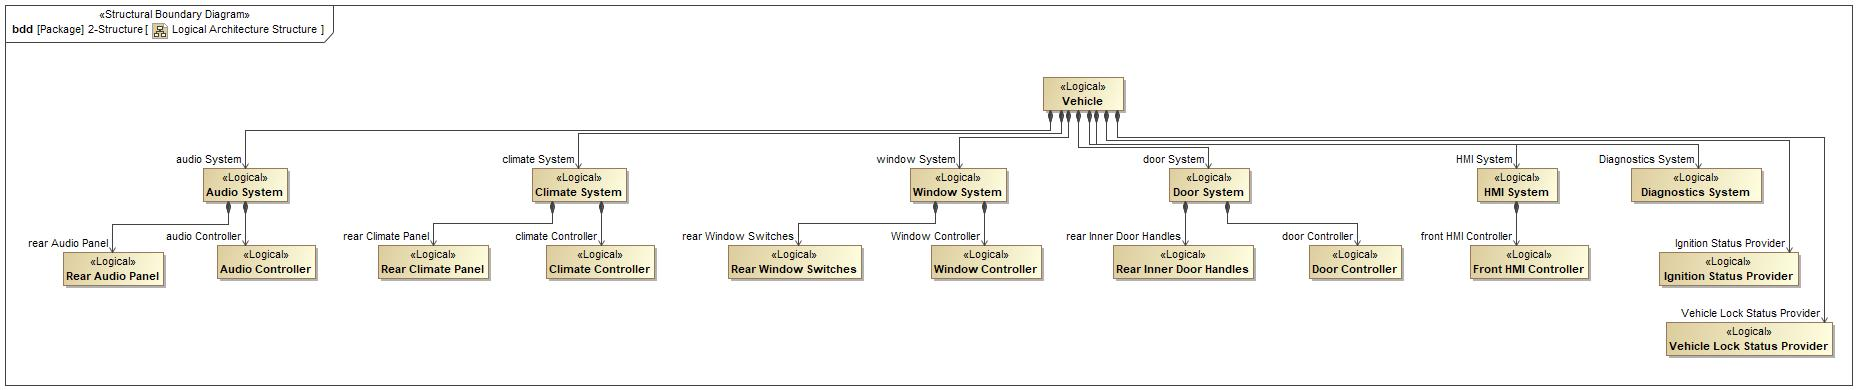 «Structural Boundary Diagram»
bdd [Package] 2-Structure [ Logical Architecture Structure ]
«Logical»
Vehicle
audio System
climate System
window System
door System
HMI System
Diagnostics System
«Logical»
Audio System
«Logical»
Climate System
«Logical»
Window System
«Logical»
Door System
«Logical»
HMI System
«Logical»
Diagnostics System
rear Audio Panel
audio Controller
rear Climate Panel
climate Controller
rear Window Switches
Window Controller
rear Inner Door Handles
door Controller
front HMI Controller
Ignition Status Provider
«Logical»
Rear Audio Panel
«Logical»
Audio Controller
«Logical»
Rear Climate Panel
«Logical»
Climate Controller
«Logical»
Rear Window Switches
«Logical»
Window Controller
«Logical»
Rear Inner Door Handles
«Logical»
Door Controller
«Logical»
Front HMI Controller
«Logical»
Ignition Status Provider
Vehicle Lock Status Provider
«Logical»
Vehicle Lock Status Provider